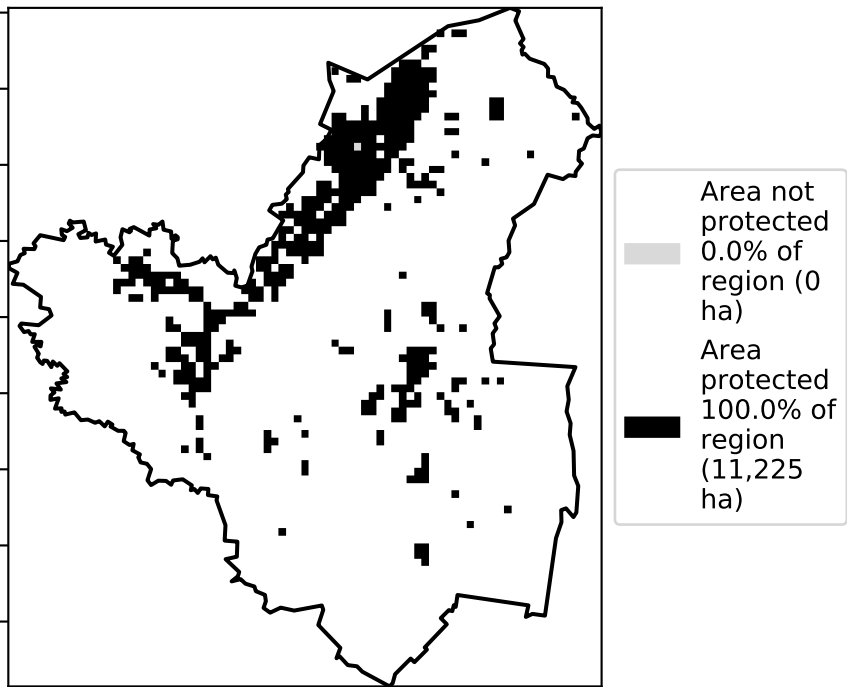 Area not
protected
0.0% of
region (0
ha)
Area
protected
100.0% of
region
(11,225
ha)